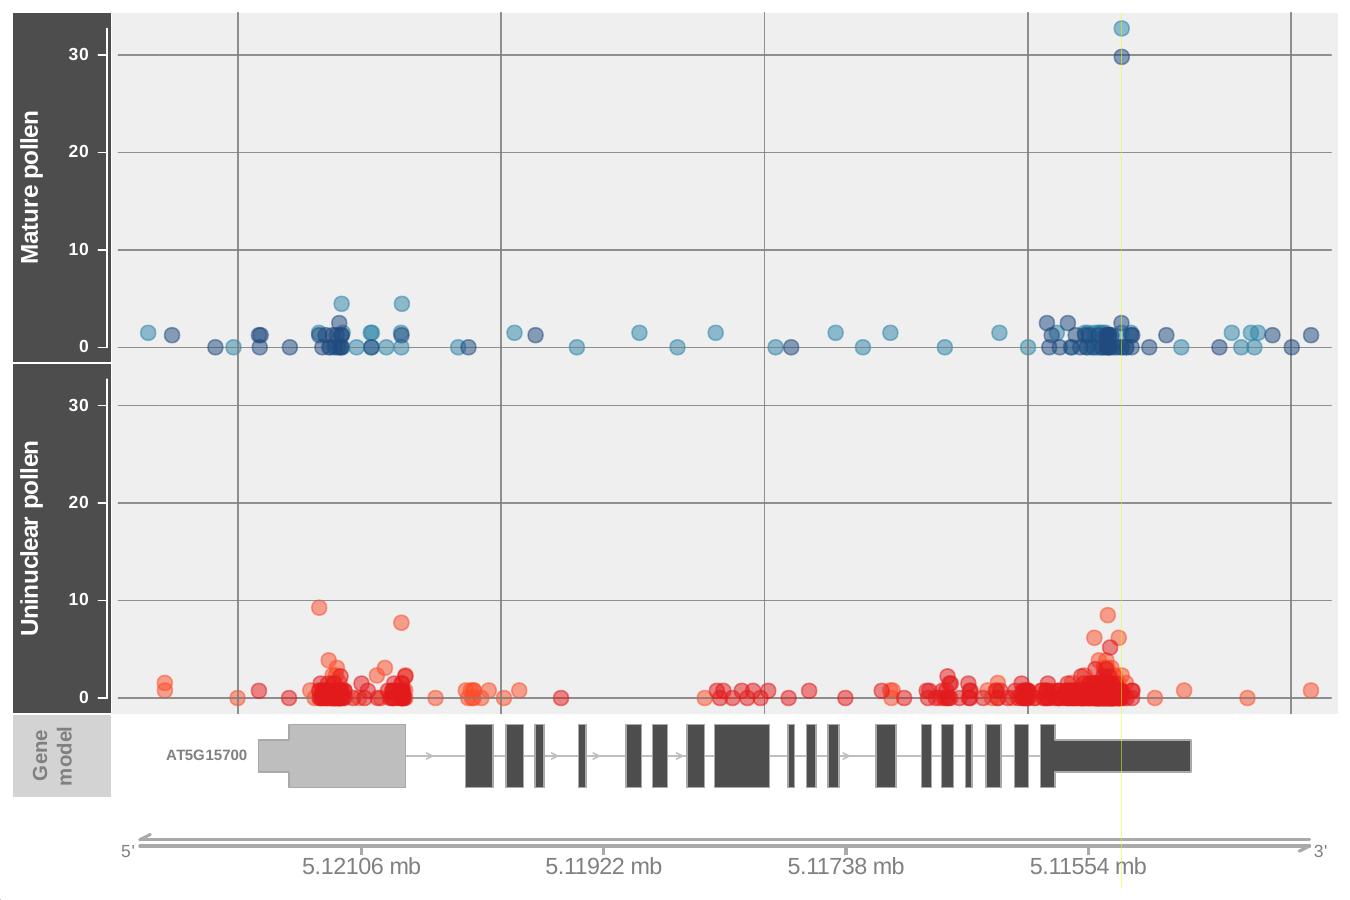 Mature pollen
30
20
10
0
Uninuclear pollen
30
20
10
0
Gene
model
AT5G15700
5'
3'
5.12106 mb
5.11922 mb
5.11738 mb
5.11554 mb